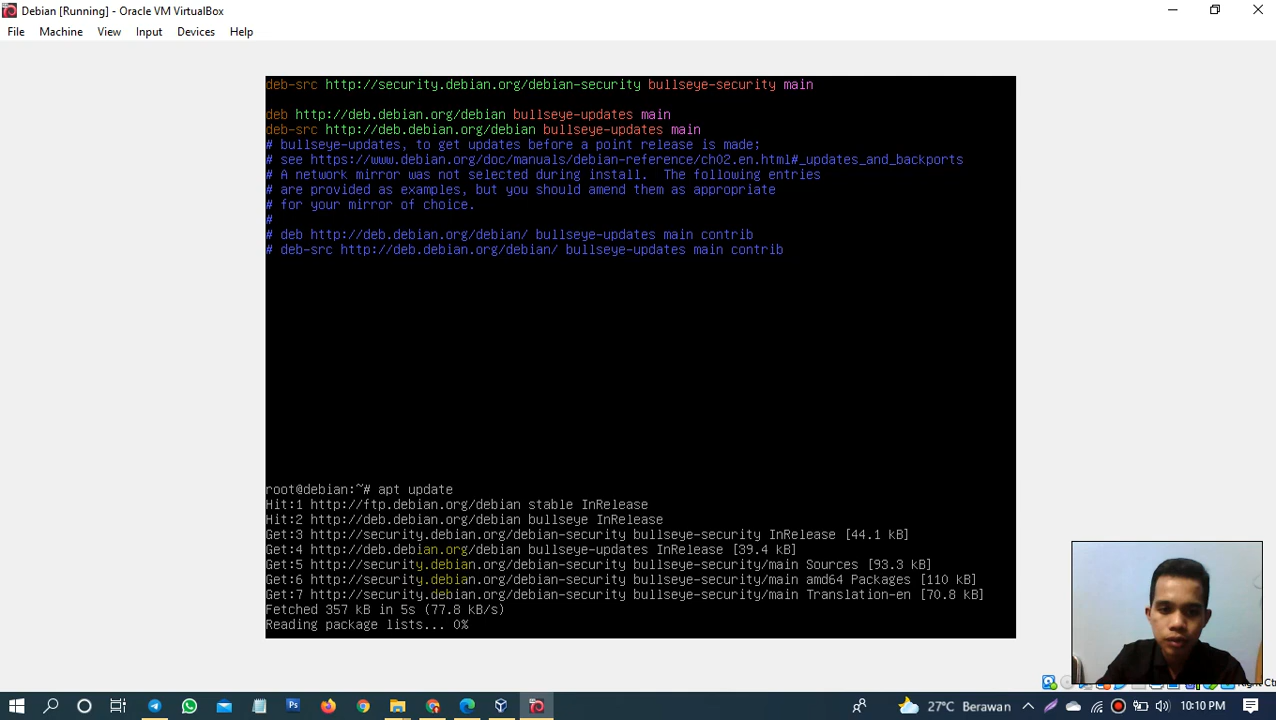 Debian [Running] - Oracle VM VirtualBox
File Machine View Input Devices Help
deb-src http://security.debian.org/debian-security bullseye-security main
deb http://deb.debian.org/debian bullseye-updates main
deb-src http://deb.debian.org/debian bullseye-updates main
# bullseye-updates, to get updates before a point release is made;
# see https://www.debian.org/doc/manuals/debian-reference/ch02.en.html#_updates_and_backports
# A network mirror was not selected during install.  The following entries
# are provided as examples, but you should amend them as appropriate
# for your mirror of choice.
#
# deb http://deb.debian.org/debian/ bullseye-updates main contrib
# deb-src http://deb.debian.org/debian/ bullseye-updates main contrib
root@debian:~# apt update
Hit:1 http://ftp.debian.org/debian stable InRelease
Hit:2 http://deb.debian.org/debian bullseye InRelease
Get:3 http://security.debian.org/debian-security bullseye-security InRelease [44.1 kB]
Get:4 http://deb.debian.org/debian bullseye-updates InRelease [39.4 kB]
Get:5 http://security.debian.org/debian-security bullseye-security/main Sources [93.3 kB]
Get:6 http://security.debian.org/debian-security bullseye-security/main amd64 Packages [110 kB]
Get:7 http://security.debian.org/debian-security bullseye-security/main Translation-en [70.8 kB]
Fetched 357 kB in 5s (77.8 kB/s)
Reading package lists... 0%
Ctrl
27°C Berawan
10:10 PM